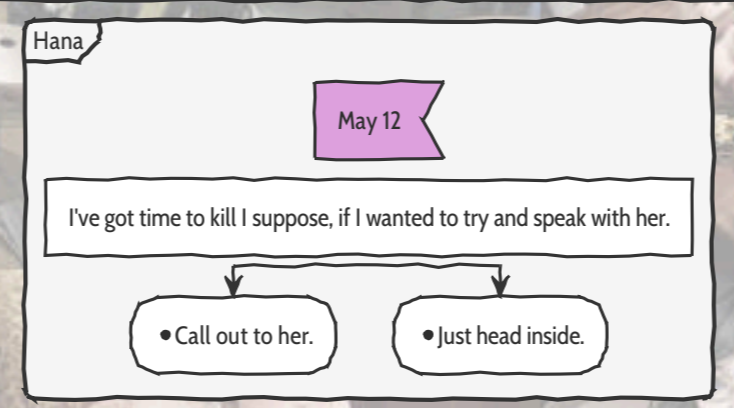 Hana
May 12
I've got time to kill I suppose, if I wanted to try and speak with her.
•Call out to her.
•Just head inside.